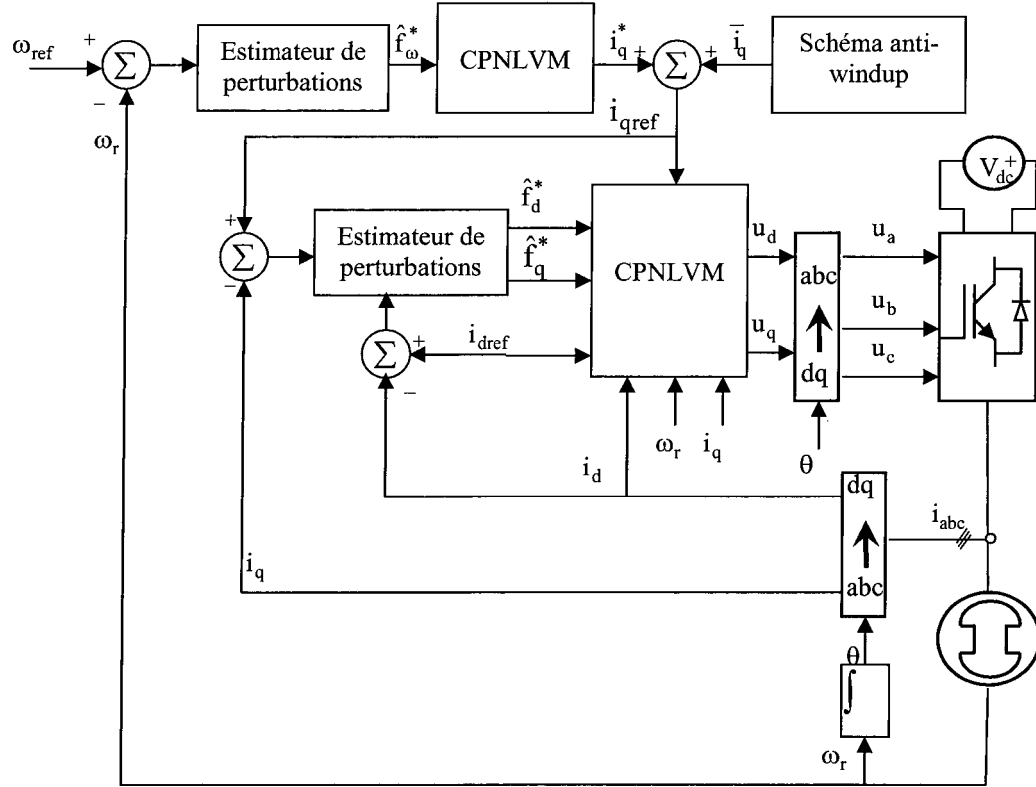 ω_ref
+
−
Σ
ω_r
Estimateur de
perturbations
f̂*_ω
CPNLVM
i*_q
+
Σ
+
i̅_q
Schéma anti-
windup
i_qref
V_dc
+
+
Σ
−
Estimateur de
perturbations
f̂*_d
f̂*_q
CPNLVM
u_d
u_q
abc
dq
θ
u_a
u_b
u_c
Σ
+
−
i_dref
i_d
ω_r
i_q
dq
abc
i_abc
i_q
θ
∫
ω_r